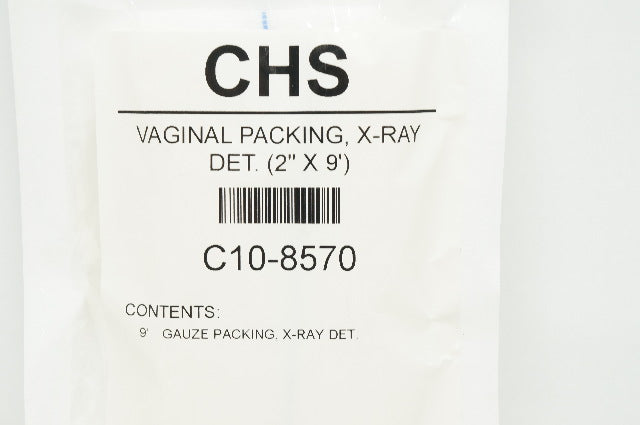 CHS
VAGINAL PACKING, X-RAY
DET. (2" X 9')
C10-8570
CONTENTS:
9' GAUZE PACKING, X-RAY DET.